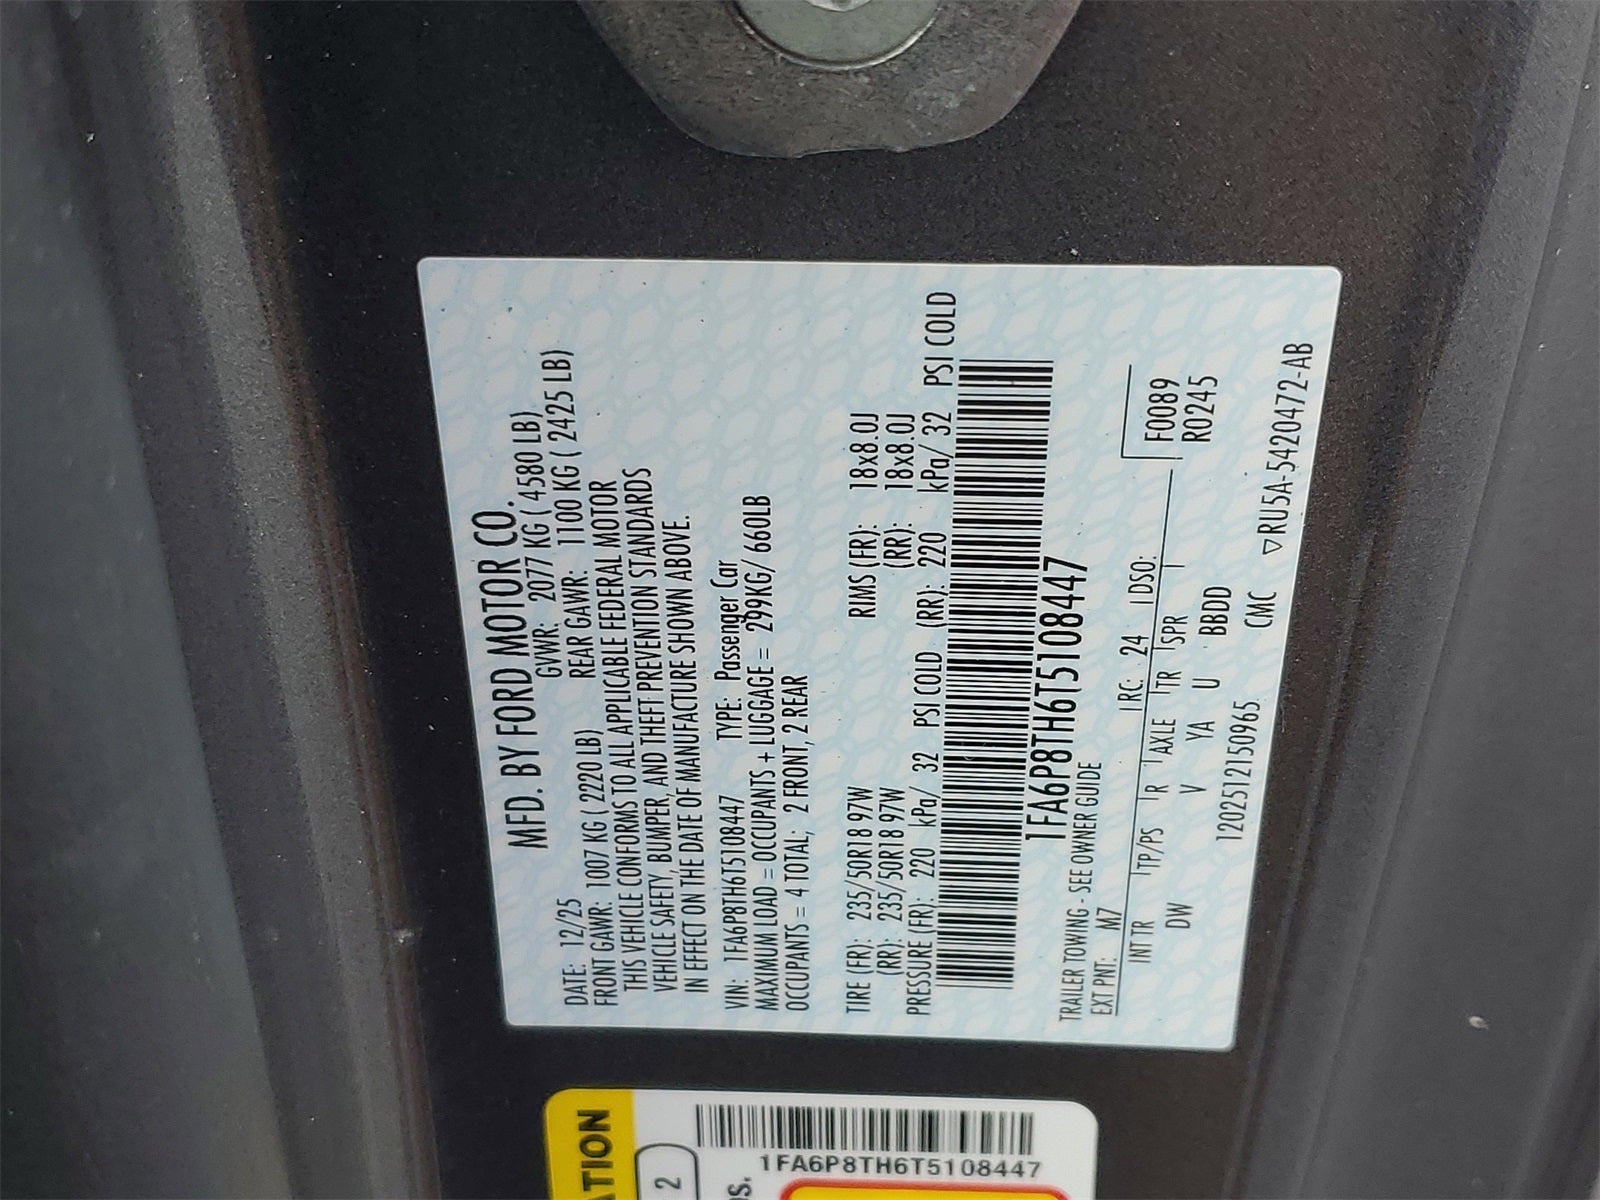 MFD. BY FORD MOTOR CO.
DATE: 12/25 GVWR: 2077 KG ( 4580 LB)
FRONT GAWR: 1007 KG ( 2220 LB) REAR GAWR: 1100 KG ( 2425 LB)
THIS VEHICLE CONFORMS TO ALL APPLICABLE FEDERAL MOTOR
VEHICLE SAFETY, BUMPER, AND THEFT PREVENTION STANDARDS
IN EFFECT ON THE DATE OF MANUFACTURE SHOWN ABOVE.
VIN: 1FA6P8TH6T5108447 TYPE: Passenger Car
MAXIMUM LOAD = OCCUPANTS + LUGGAGE = 299KG/ 660LB
OCCUPANTS = 4 TOTAL; 2 FRONT, 2 REAR
TIRE (FR): 235/50R18 97W RIMS (FR): 18x8.0J
(RR): 235/50R18 97W (RR): 18x8.0J
PRESSURE (FR): 220 kPa/ 32 PSI COLD (RR): 220 kPa/ 32 PSI COLD
1FA6P8TH6T5108447
TRAILER TOWING - SEE OWNER GUIDE
EXT PNT: M7 RC: 24 DSO:
F0089
R0245
INT TR TP/PS R AXLE TR SPR
DW V YA U BBDD
1202512150965 CMC ▽RU5A-5420472-AB
ATION
2
os.
1FA6P8TH6T5108447